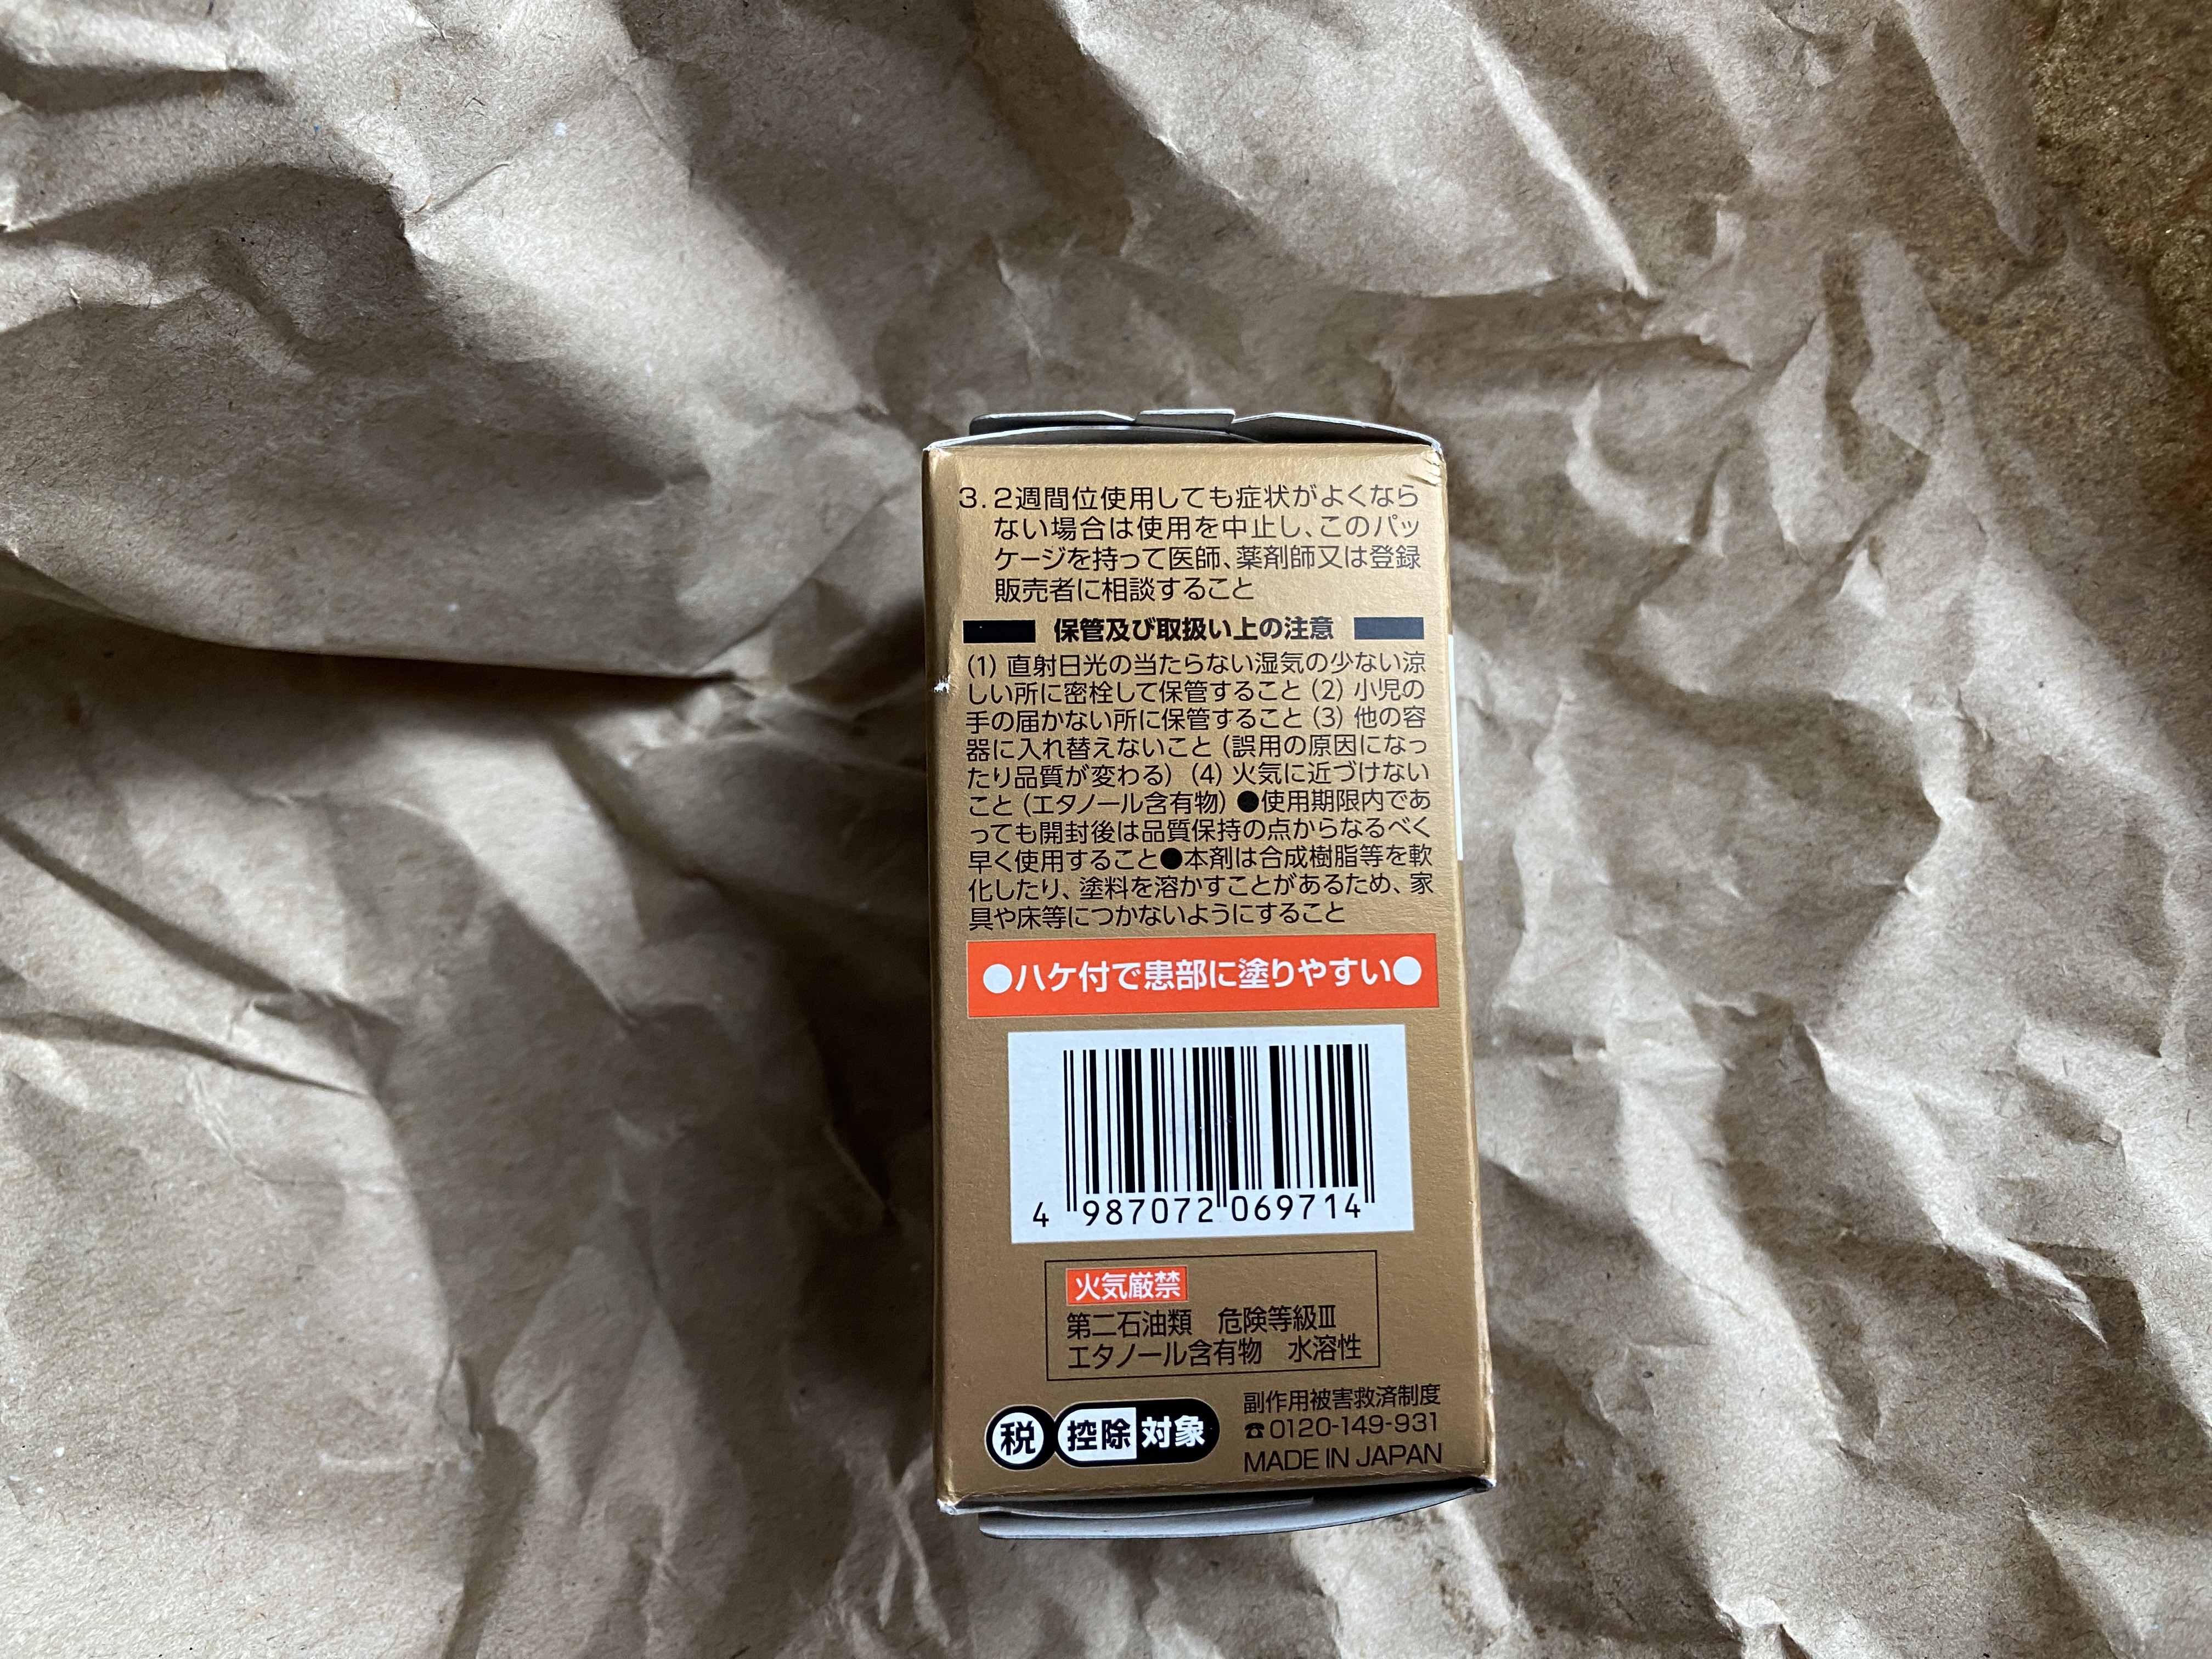 3. 2週間位使用しても症状がよくなら
ない場合は使用を中止し、このパッ
ケージを持って医師、薬剤師又は登録
販売者に相談すること
保管及び取扱い上の注意
(1) 直射日光の当たらない湿気の少ない涼
しい所に密栓して保管すること (2) 小児の
手の届かない所に保管すること (3) 他の容
器に入れ替えないこと (誤用の原因になっ
たり品質が変わる) (4) 火気に近づけない
こと (エタノール含有物) ●使用期限内であ
っても開封後は品質保持の点からなるべく
早く使用すること●本剤は合成樹脂等を軟
化したり、塗料を溶かすことがあるため、家
具や床等につかないようにすること
●ハケ付で患部に塗りやすい●
4 987072 069714
火気厳禁
第二石油類 危険等級Ⅲ
エタノール含有物 水溶性
税 控除 対象
副作用被害救済制度
☎0120-149-931
MADE IN JAPAN